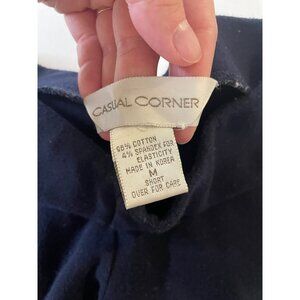 CASUAL CORNER
96% COTTON
4% SPANDEX FOR
ELASTICITY
MADE IN KOREA
M
SHORT
OVER FOR CARE